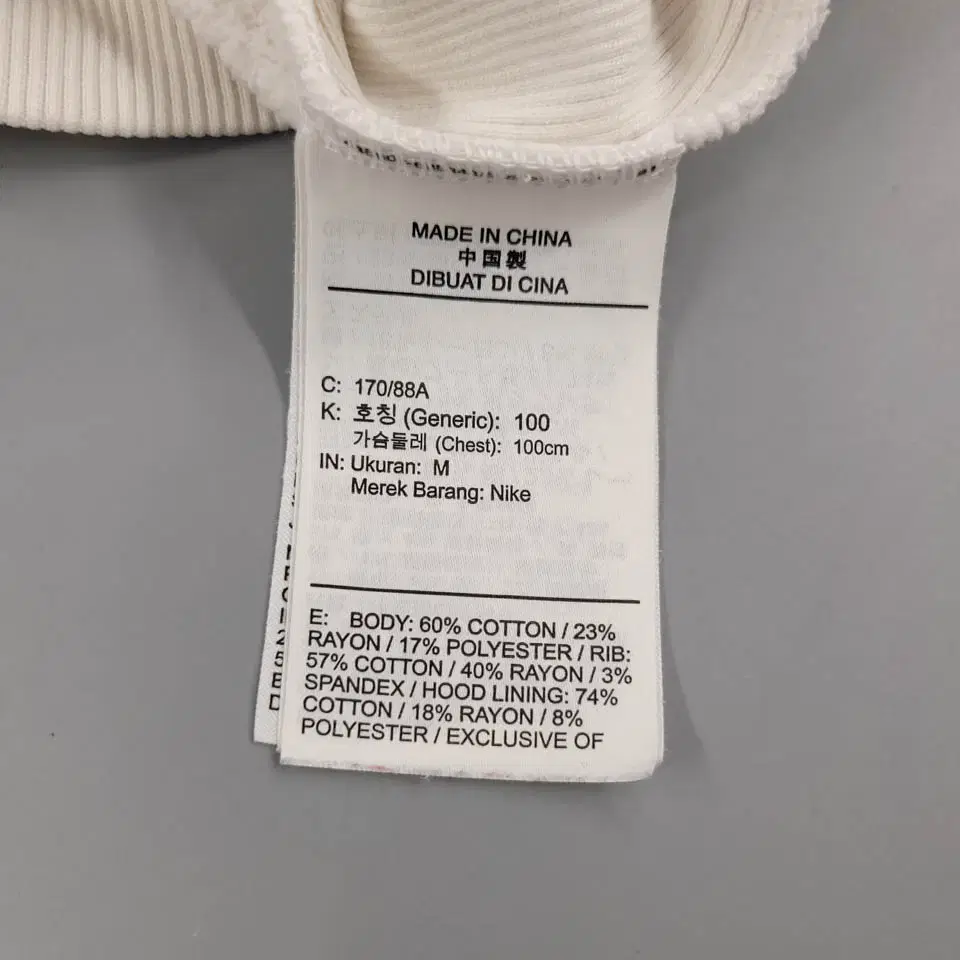 MADE IN CHINA
中国製
DIBUAT DI CINA
C: 170/88A
K: 호칭 (Generic): 100
가슴둘레 (Chest): 100cm
IN: Ukuran: M
Merek Barang: Nike
E: BODY: 60% COTTON / 23%
RAYON / 17% POLYESTER / RIB:
57% COTTON / 40% RAYON / 3%
SPANDEX / HOOD LINING: 74%
COTTON / 18% RAYON / 8%
POLYESTER / EXCLUSIVE OF